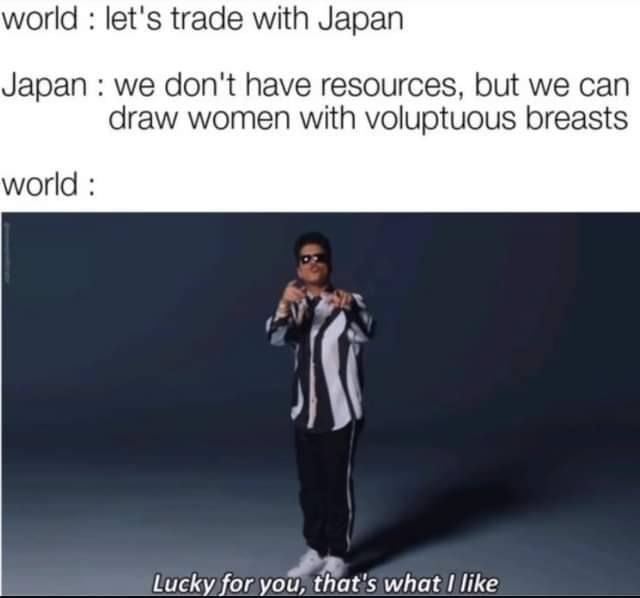 world : let's trade with Japan
Japan : we don't have resources, but we can
draw women with voluptuous breasts
world :
Lucky for you, that's what I like